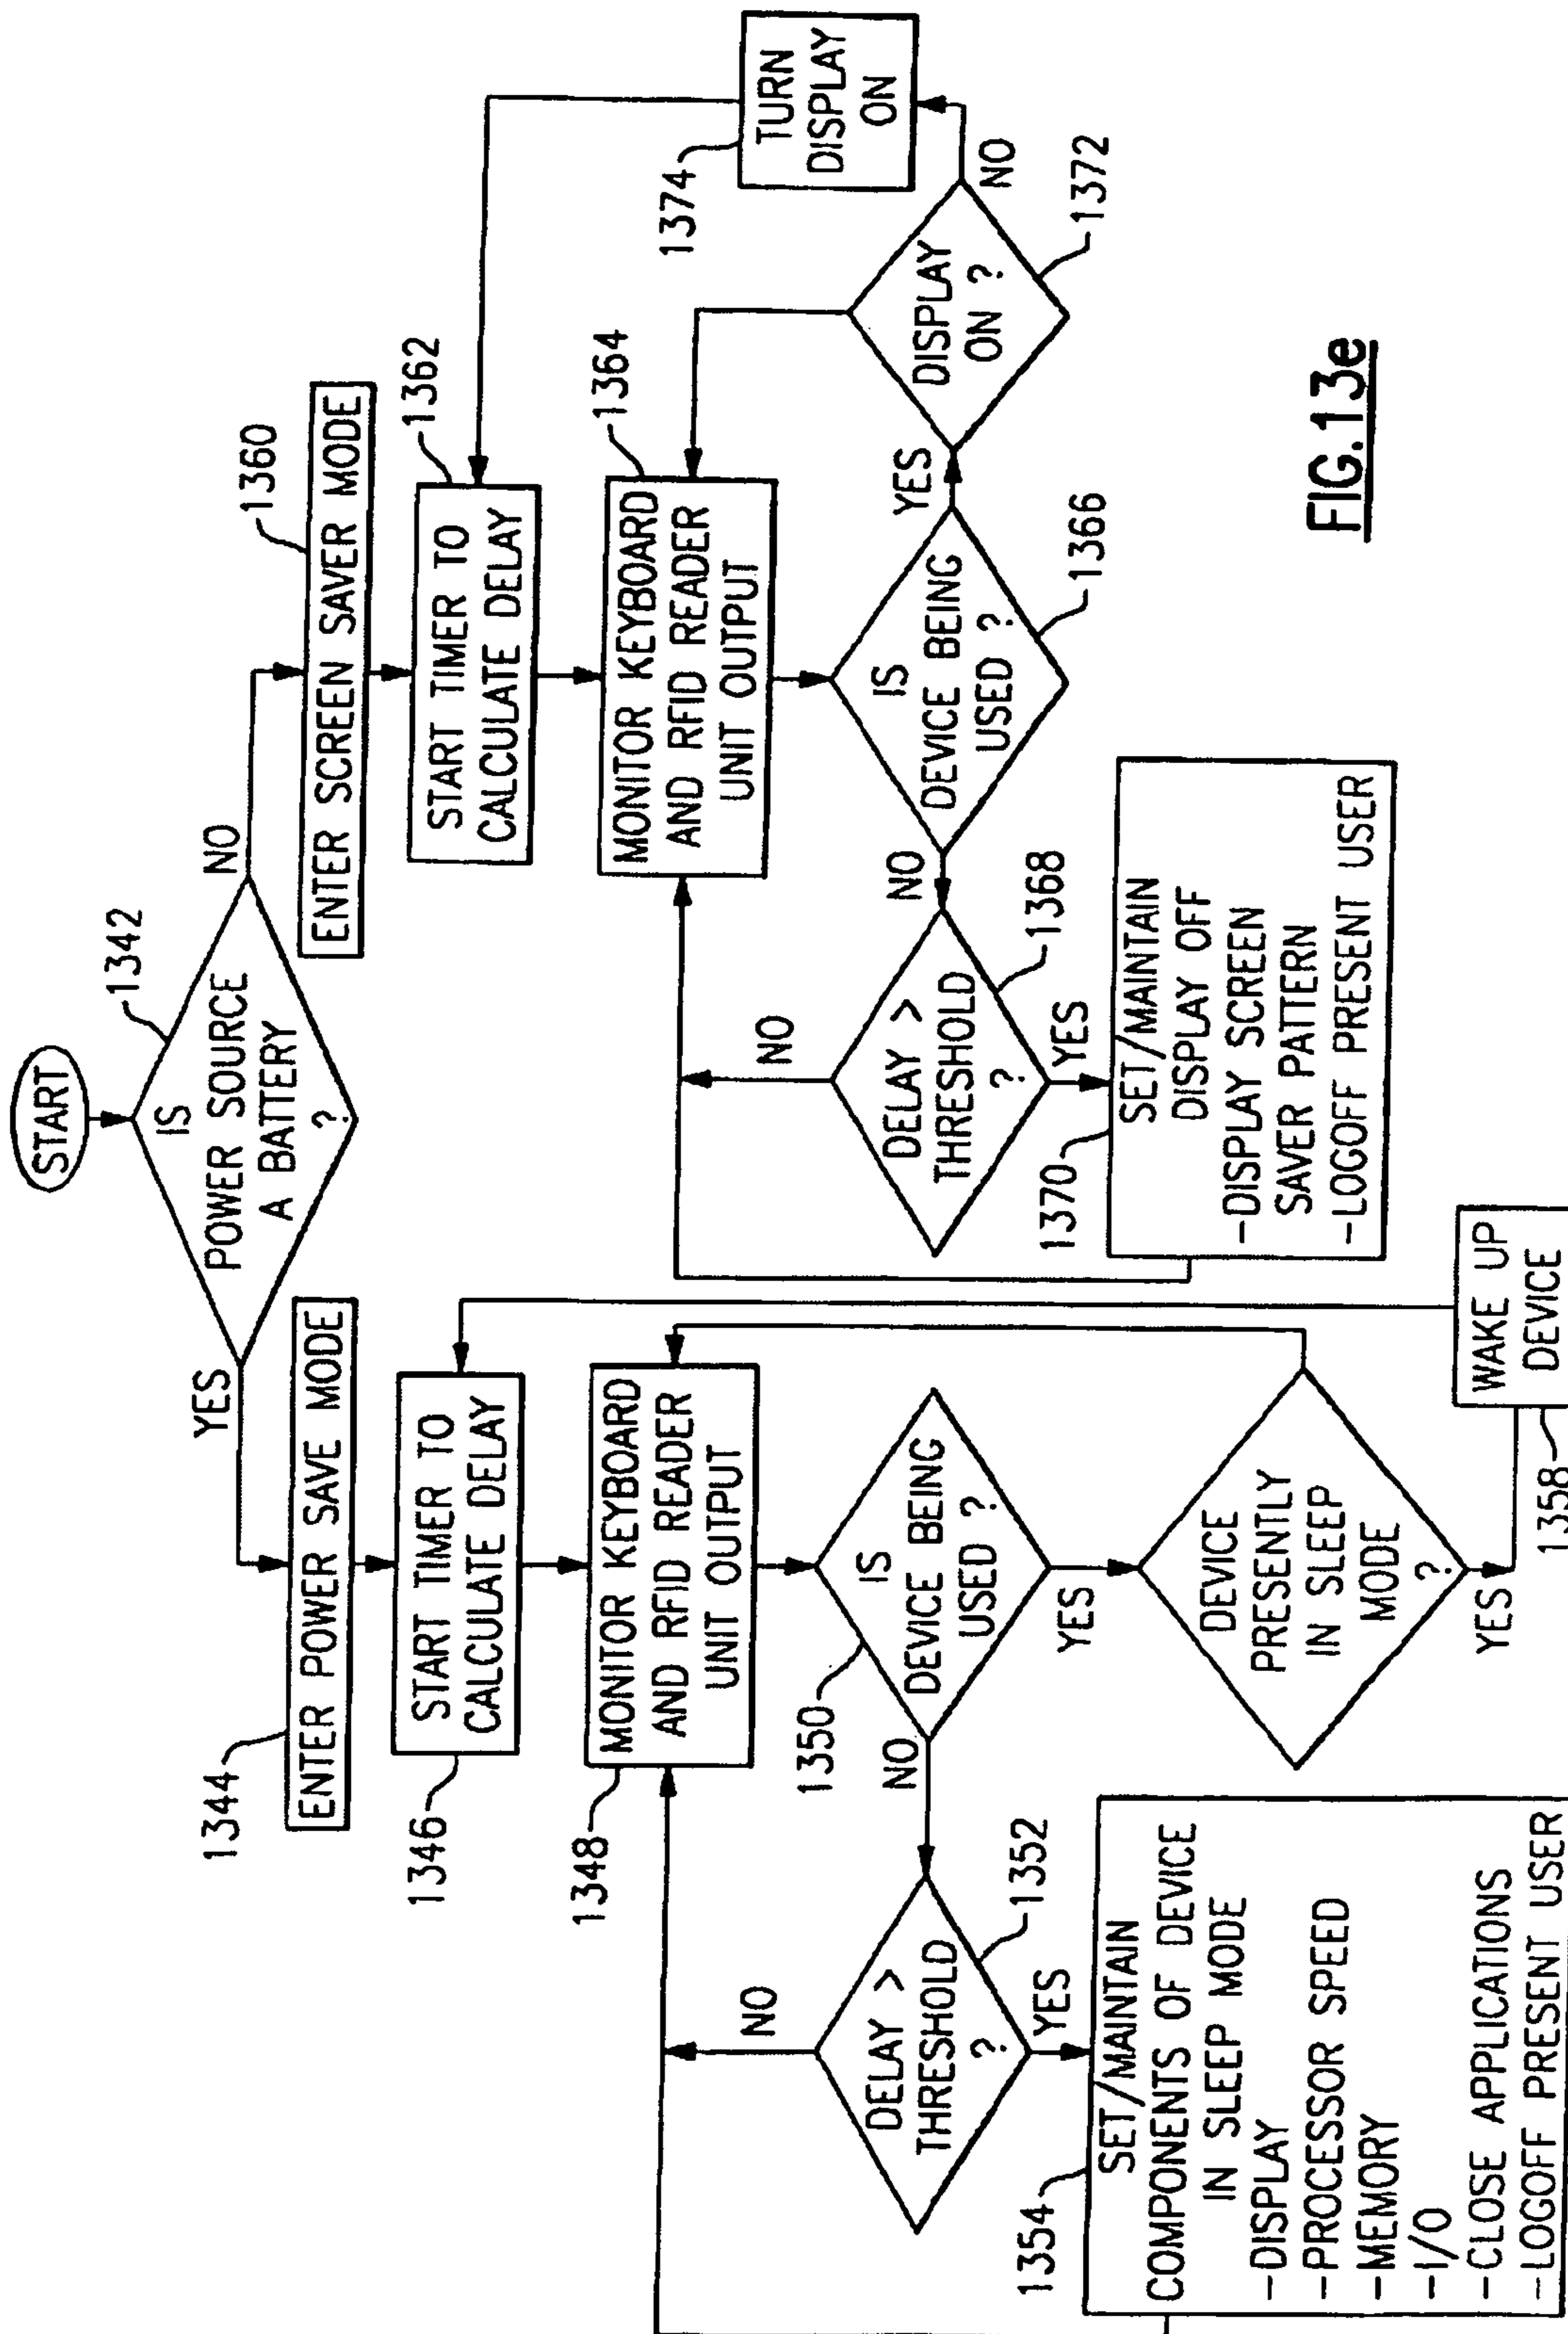 START
IS
POWER SOURCE
A BATTERY
?
1342
YES
NO
1344
ENTER POWER SAVE MODE
1346
START TIMER TO
CALCULATE DELAY
1348
MONITOR KEYBOARD
AND RFID READER
UNIT OUTPUT
1350
IS
DEVICE BEING
USED ?
NO
YES
DELAY >
THRESHOLD
?
1352
NO
YES
1354
SET/MAINTAIN
COMPONENTS OF DEVICE
IN SLEEP MODE
-DISPLAY
-PROCESSOR SPEED
-MEMORY
-I/O
-CLOSE APPLICATIONS
-LOGOFF PRESENT USER
DEVICE
PRESENTLY
IN SLEEP
MODE
?
YES
WAKE UP
DEVICE
1358
1360
ENTER SCREEN SAVER MODE
1362
START TIMER TO
CALCULATE DELAY
1364
MONITOR KEYBOARD
AND RFID READER
UNIT OUTPUT
IS
DEVICE BEING
USED ?
1366
NO
YES
DELAY >
THRESHOLD
?
1368
NO
YES
1370
SET/MAINTAIN
DISPLAY OFF
-DISPLAY SCREEN
SAVER PATTERN
-LOGOFF PRESENT USER
DISPLAY
ON ?
1372
NO
1374
TURN
DISPLAY
ON
FIG.13e